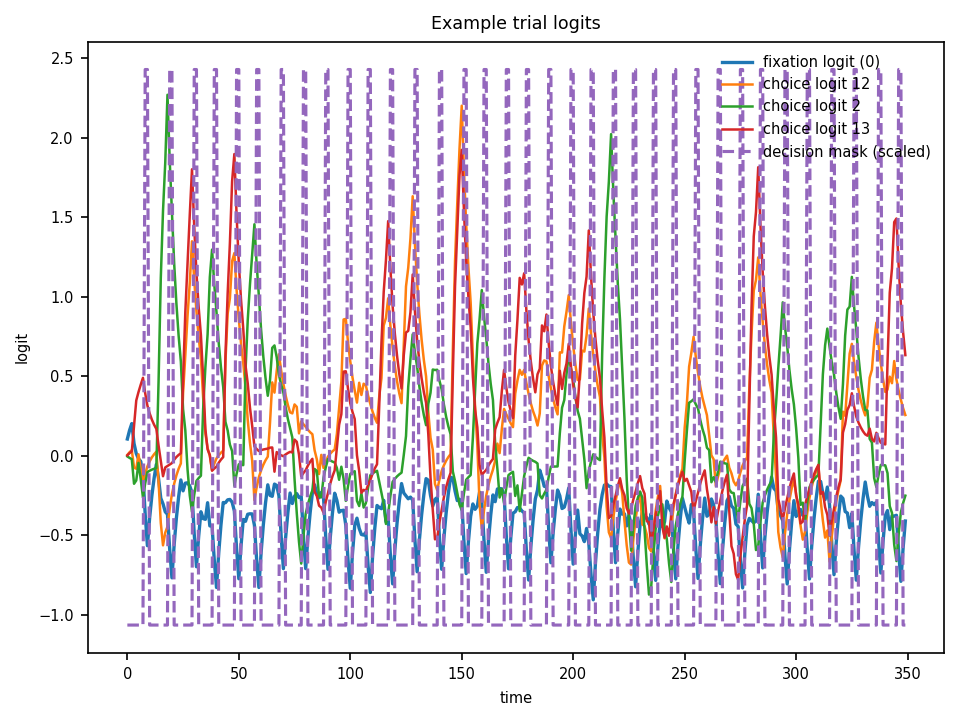 Example trial logits
2.5
2.0
1.5
1.0
0.5
0.0
−0.5
−1.0
logit
fixation logit (0)
choice logit 12
choice logit 2
choice logit 13
decision mask (scaled)
0 50 100 150 200 250 300 350
time